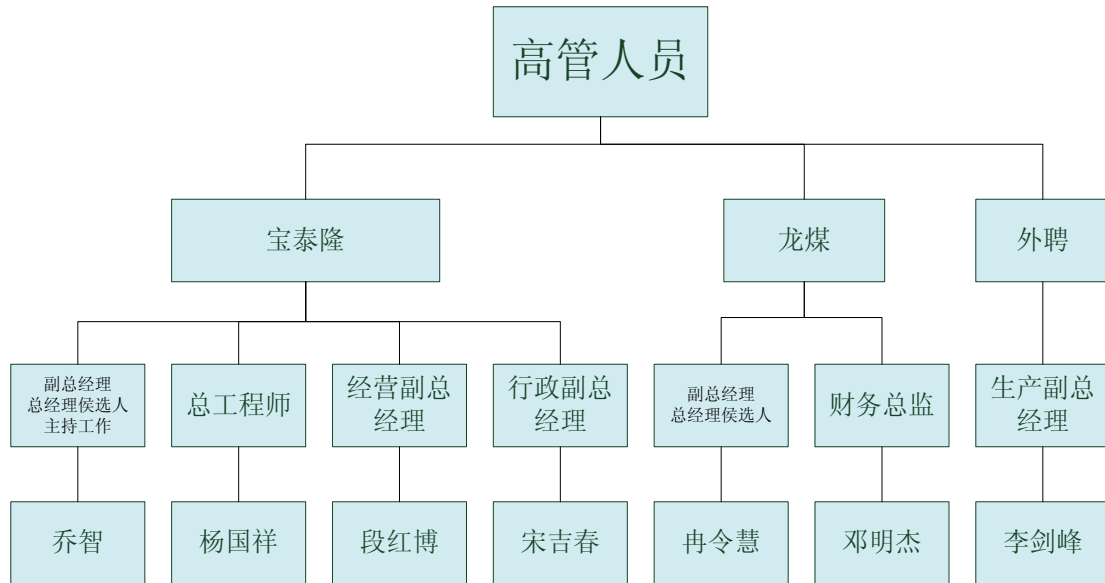 高管人员
宝泰隆
龙煤
外聘
副总经理
总经理侯选人
主持工作
总工程师
经营副总
经理
行政副总
经理
副总经理
总经理侯选人
财务总监
生产副总
经理
乔智
杨国祥
段红博
宋吉春
冉令慧
邓明杰
李剑峰